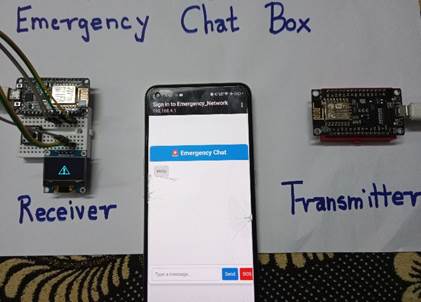 Emergency Chat Box
Sign in to Emergency_Network
192.168.4.1
🚨 Emergency Chat
Type a message...
Send
SOS
Receiver
Transmitter